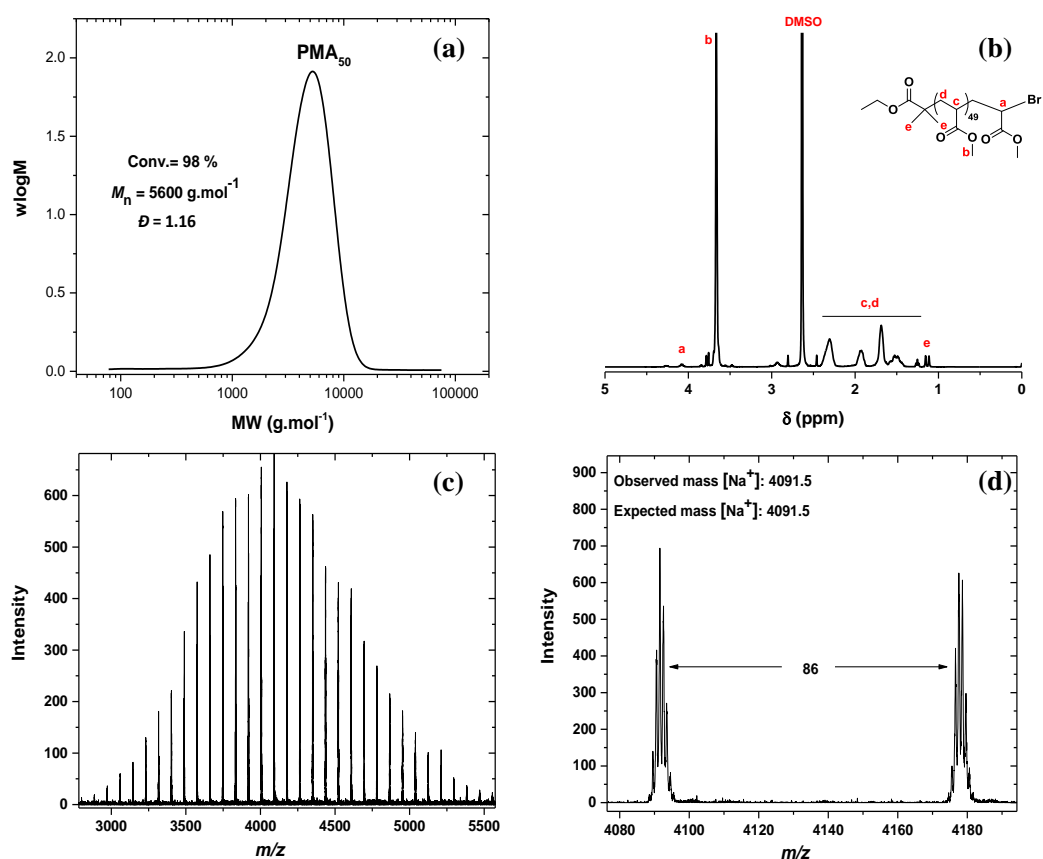 (a)
PMA50
Conv.= 98 %
Mn = 5600 g.mol-1
Đ = 1.16
wlogM
2.0
1.5
1.0
0.5
0.0
100 1000 10000 100000
MW (g.mol-1)
(b)
DMSO
b
a
c,d
e
O
O
e
e
d
c
49
O
O
b
a
Br
O
O
5 4 3 2 1 0
δ (ppm)
(c)
Intensity
600
500
400
300
200
100
0
3000 3500 4000 4500 5000 5500
m/z
(d)
Observed mass [Na+]: 4091.5
Expected mass [Na+]: 4091.5
86
Intensity
900
800
700
600
500
400
300
200
100
0
4080 4100 4120 4140 4160 4180
m/z